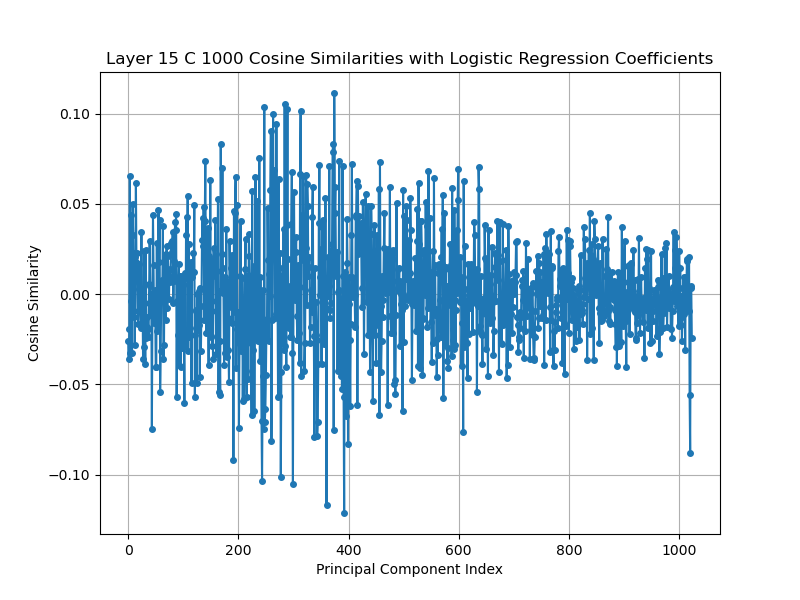 Layer 15 C 1000 Cosine Similarities with Logistic Regression Coefficients
0.10
0.05
0.00
−0.05
−0.10
Cosine Similarity
0 200 400 600 800 1000
Principal Component Index